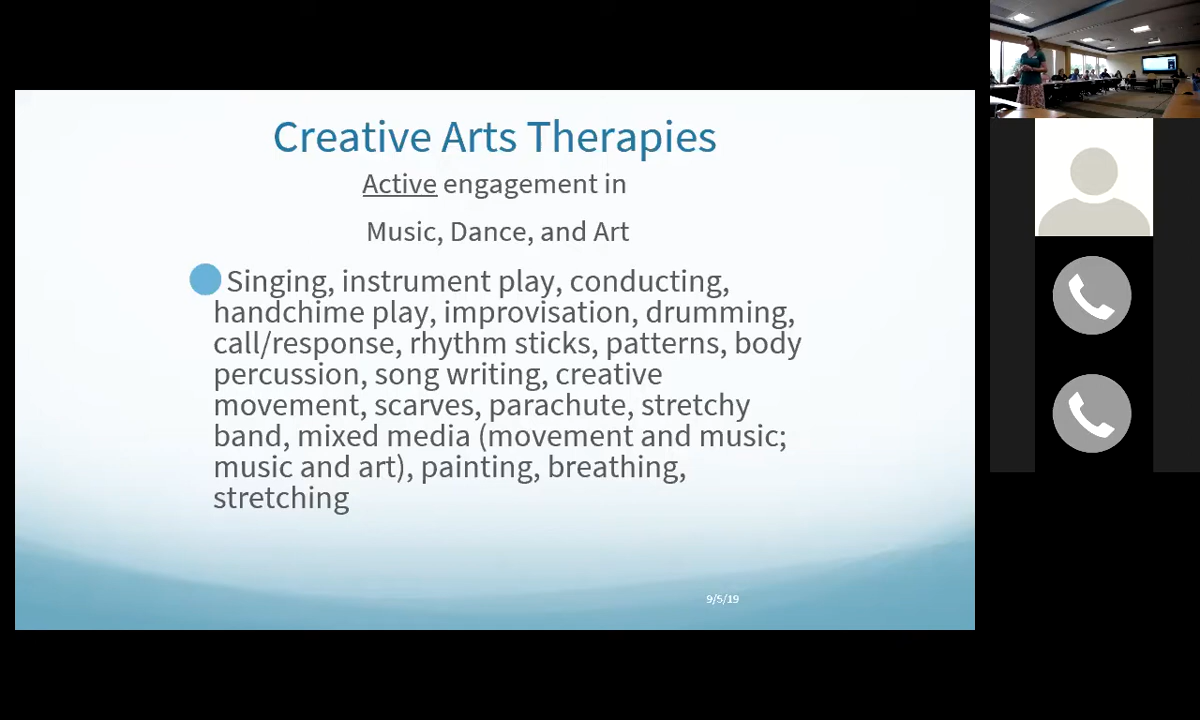 Creative Arts Therapies
Active engagement in
Music, Dance, and Art
Singing, instrument play, conducting,
handchime play, improvisation, drumming,
call/response, rhythm sticks, patterns, body
percussion, song writing, creative
movement, scarves, parachute, stretchy
band, mixed media (movement and music;
music and art), painting, breathing,
stretching
9/5/19